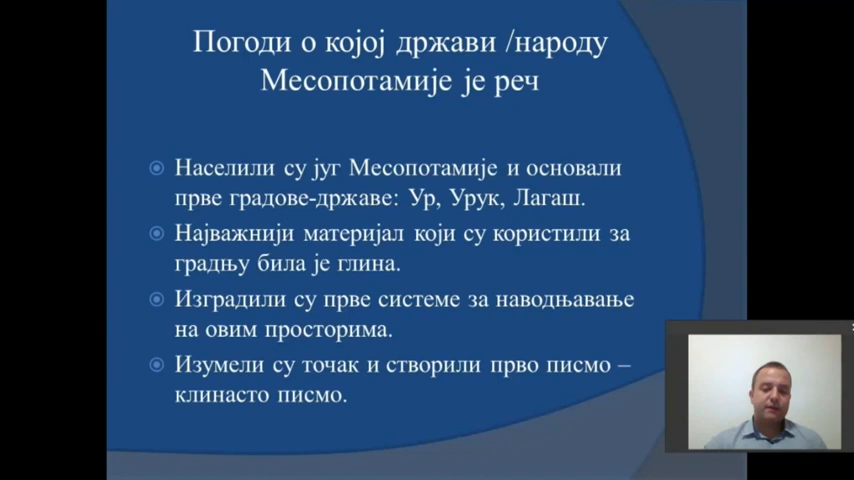 Погоди о којој држави /народу
Месопотамије је реч
Населили су југ Месопотамије и основали
прве градове-државе: Ур, Урук, Лагаш.
Најважнији материјал који су користили за
градњу била је глина.
Изградили су прве системе за наводњавање
на овим просторима.
Изумели су точак и створили прво писмо –
клинасто писмо.